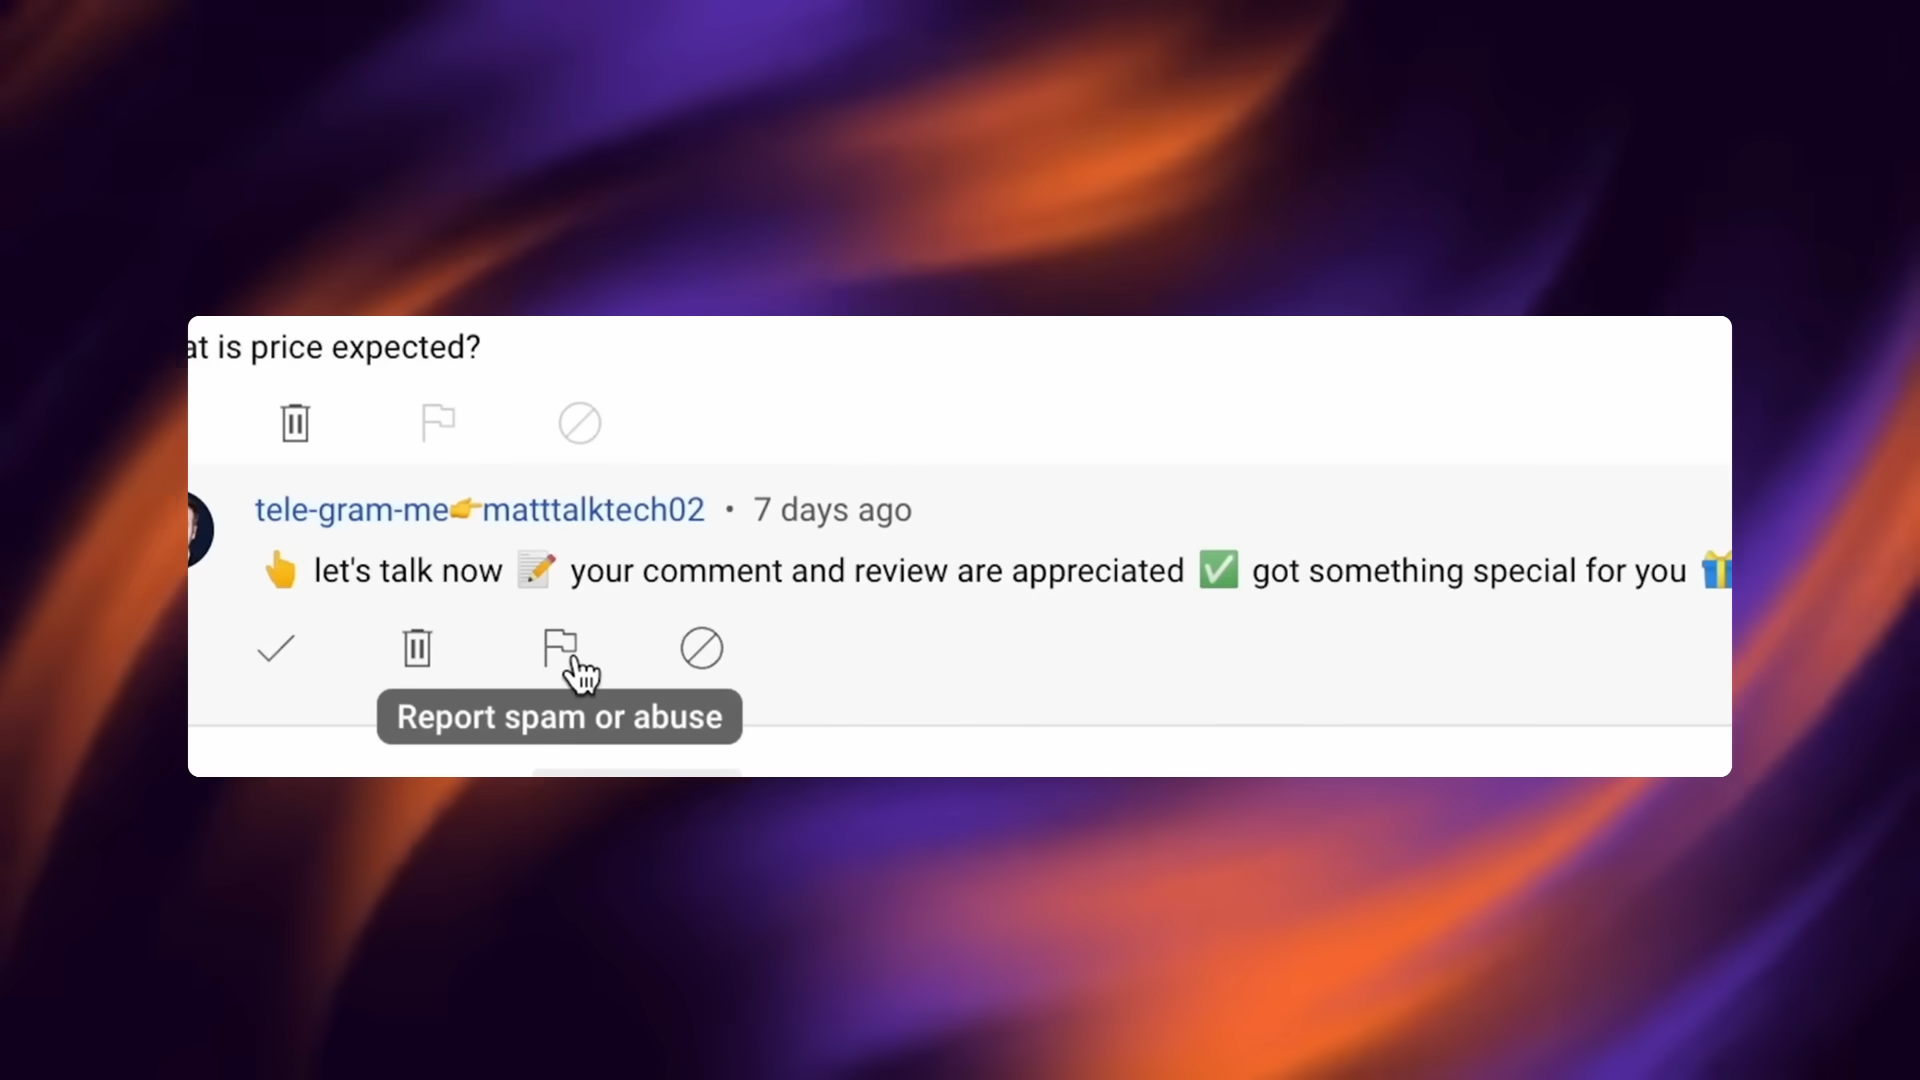 at is price expected?
tele-gram-me👉matttalktech02 • 7 days ago
👆 let's talk now 📝 your comment and review are appreciated ✅ got something special for you 🎁
Report spam or abuse